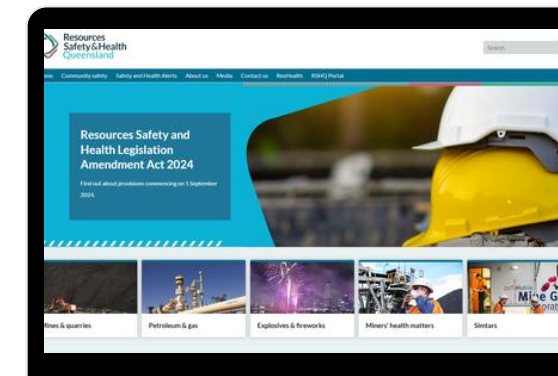 Resources
Safety & Health
Queensland
Search
Community safety Safety and Health Alerts About us Media Contact us ResHealth RSHQ Portal
Resources Safety and
Health Legislation
Amendment Act 2024
Find out about provisions commencing on 1 September
2024.
Mines & quarries
Petroleum & gas
Explosives & fireworks
Miners' health matters
Simtars